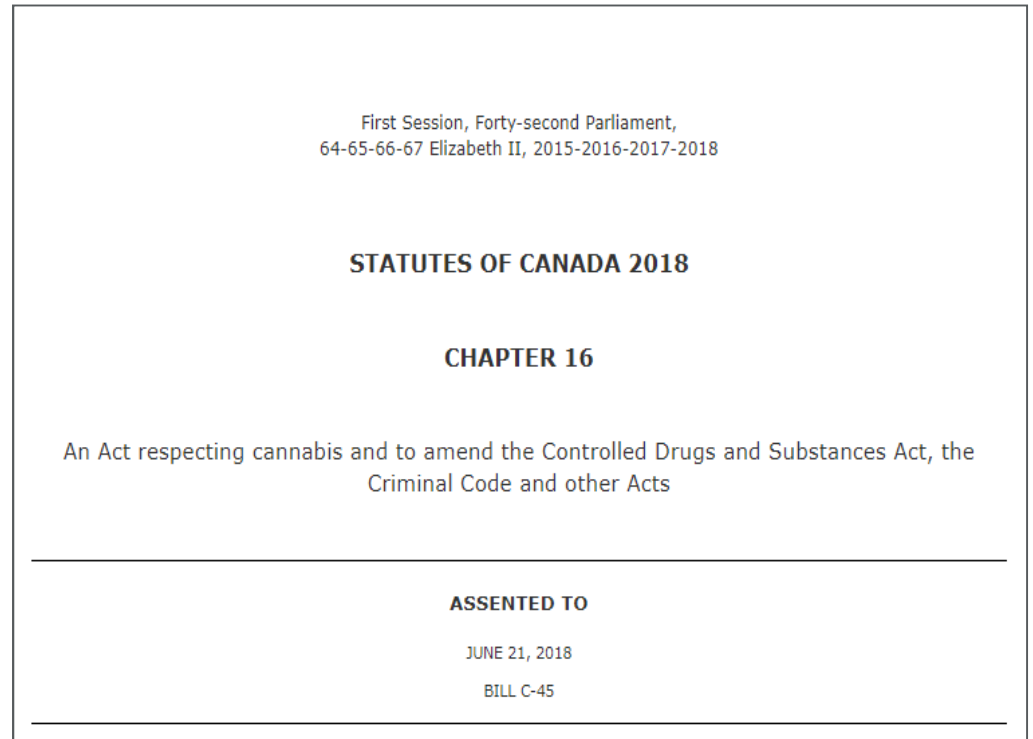 First Session, Forty-second Parliament,
64-65-66-67 Elizabeth II, 2015-2016-2017-2018
STATUTES OF CANADA 2018
CHAPTER 16
An Act respecting cannabis and to amend the Controlled Drugs and Substances Act, the
Criminal Code and other Acts
ASSENTED TO
JUNE 21, 2018
BILL C-45